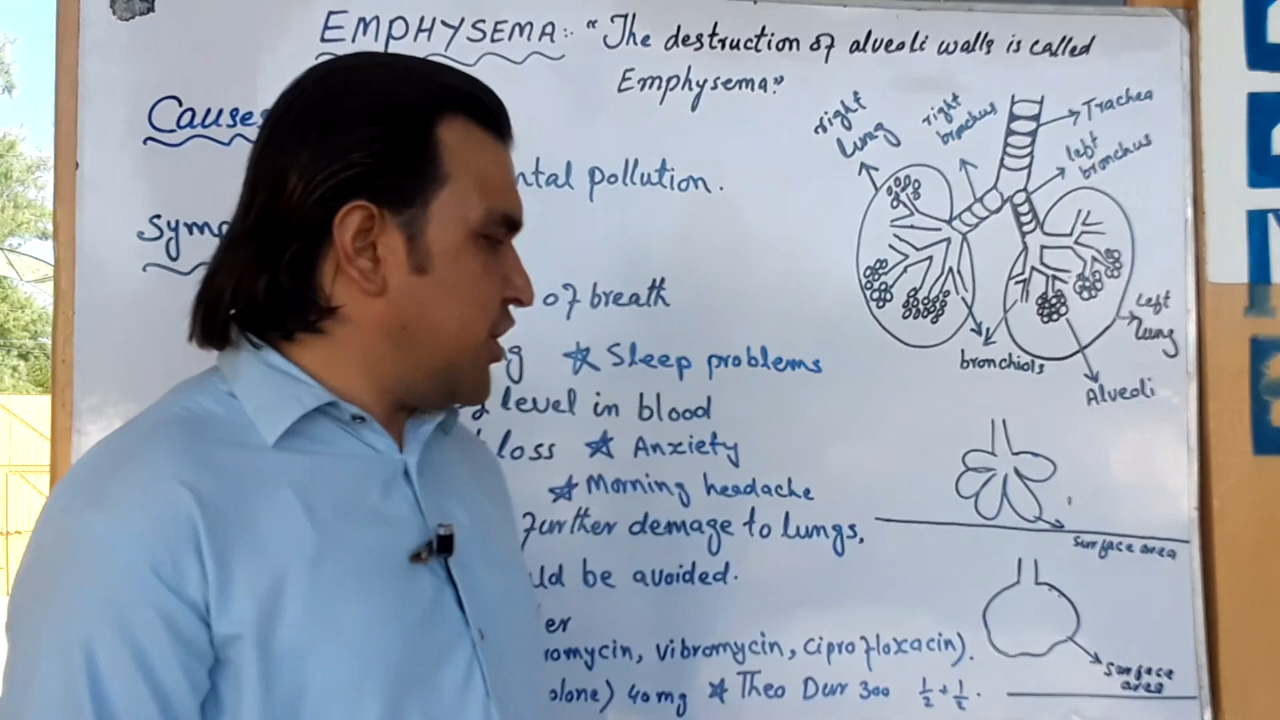 EMPHYSEMA:- "The destruction of alveoli walls is called
Emphysema"
Causes
ntal pollution.
Symp
of breath
g ☆ Sleep problems
level in blood
loss ☆ Anxiety
☆ Morning headache
Further demage to lungs,
uld be avoided.
er
romycin, vibromycin, ciprofloxacin).
olone) 40 mg ☆ Theo Dur 300 1/2 + 1/2.
right
lung
right
bronchus
Trachea
left
bronchus
left
lung
bronchiols
Alveoli
surface area
surface
area